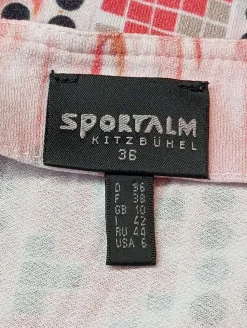 SPORTALM
KITZBÜHEL
36
D 36
F 38
GB 10
I 42
RU 44
USA 6